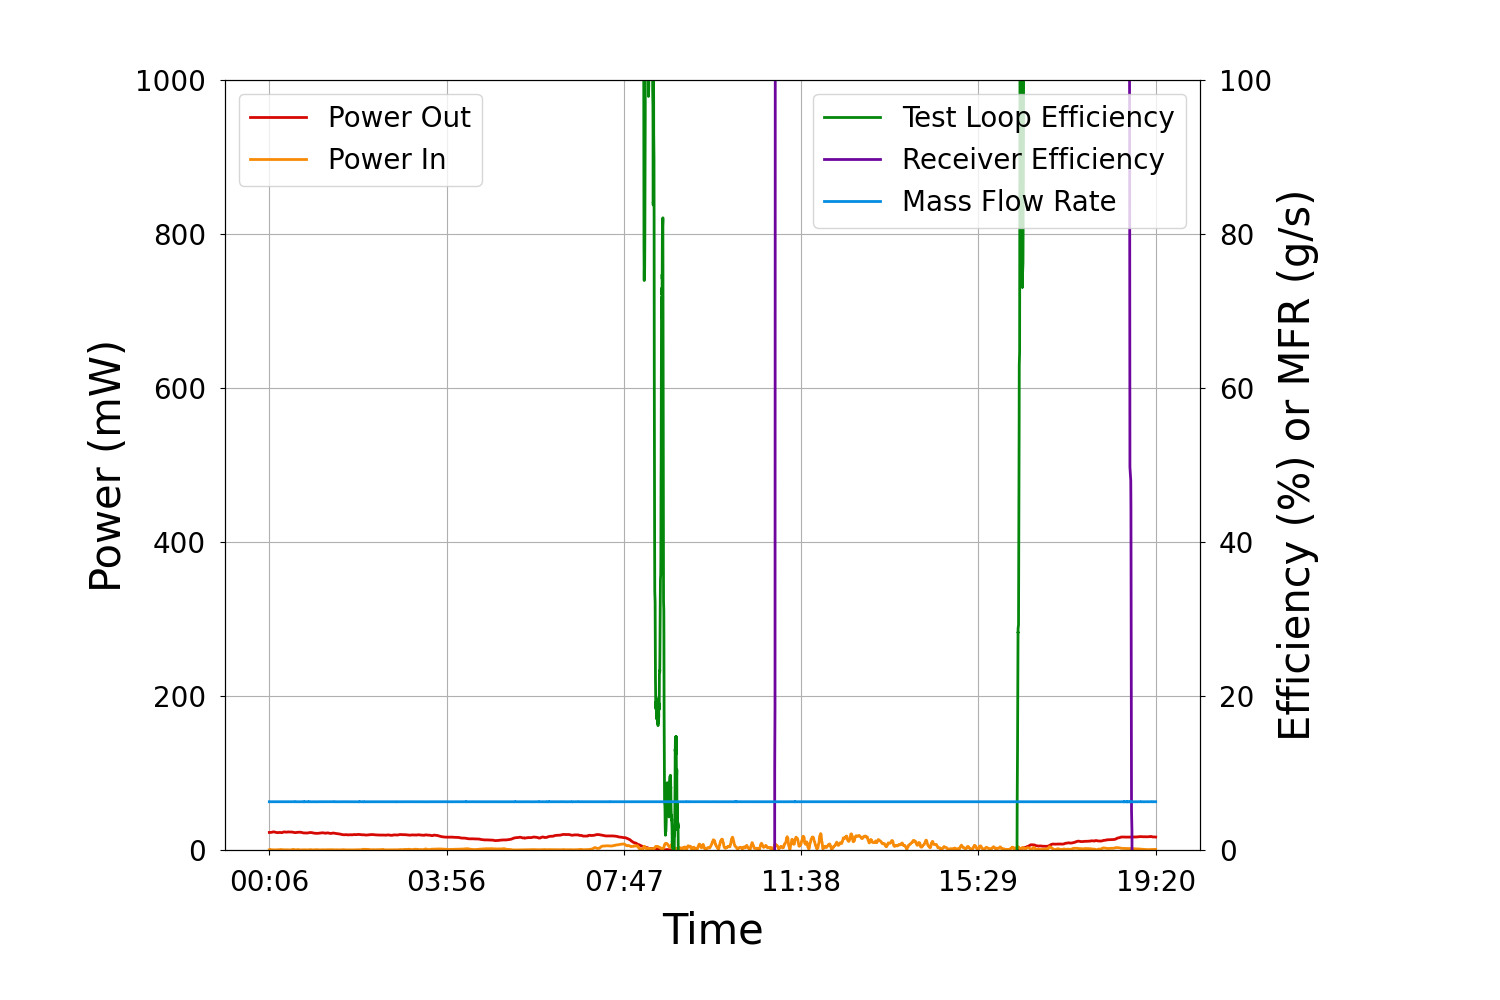 1000
800
600
400
200
0
Power (mW)
Power Out
Power In
Test Loop Efficiency
Receiver Efficiency
Mass Flow Rate
100
80
60
40
20
0
Efficiency (%) or MFR (g/s)
00:06 03:56 07:47 11:38 15:29 19:20
Time